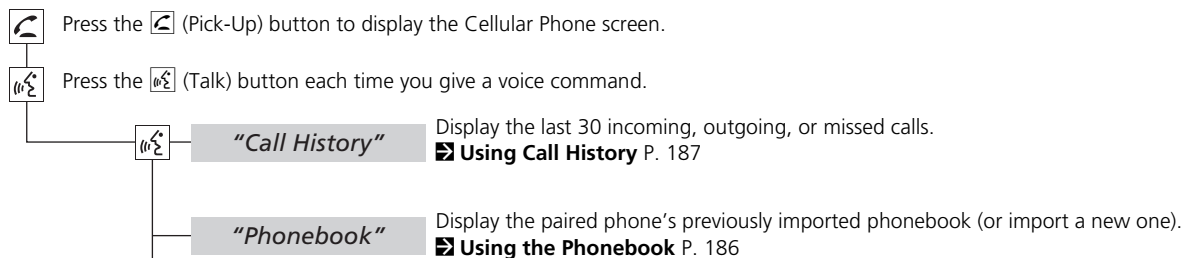 Press the (Pick-Up) button to display the Cellular Phone screen.
Press the (Talk) button each time you give a voice command.
"Call History"
Display the last 30 incoming, outgoing, or missed calls.
Using Call History P. 187
"Phonebook"
Display the paired phone's previously imported phonebook (or import a new one).
Using the Phonebook P. 186